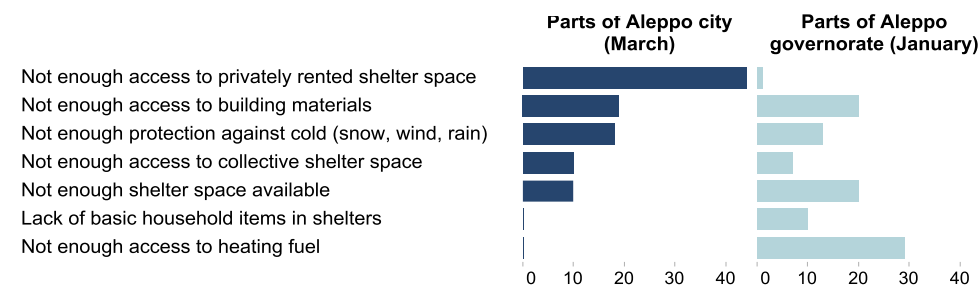 Parts of Aleppo city
(March)
Parts of Aleppo
governorate (January)
Not enough access to privately rented shelter space
Not enough access to building materials
Not enough protection against cold (snow, wind, rain)
Not enough access to collective shelter space
Not enough shelter space available
Lack of basic household items in shelters
Not enough access to heating fuel
0 10 20 30 40
0 10 20 30 40